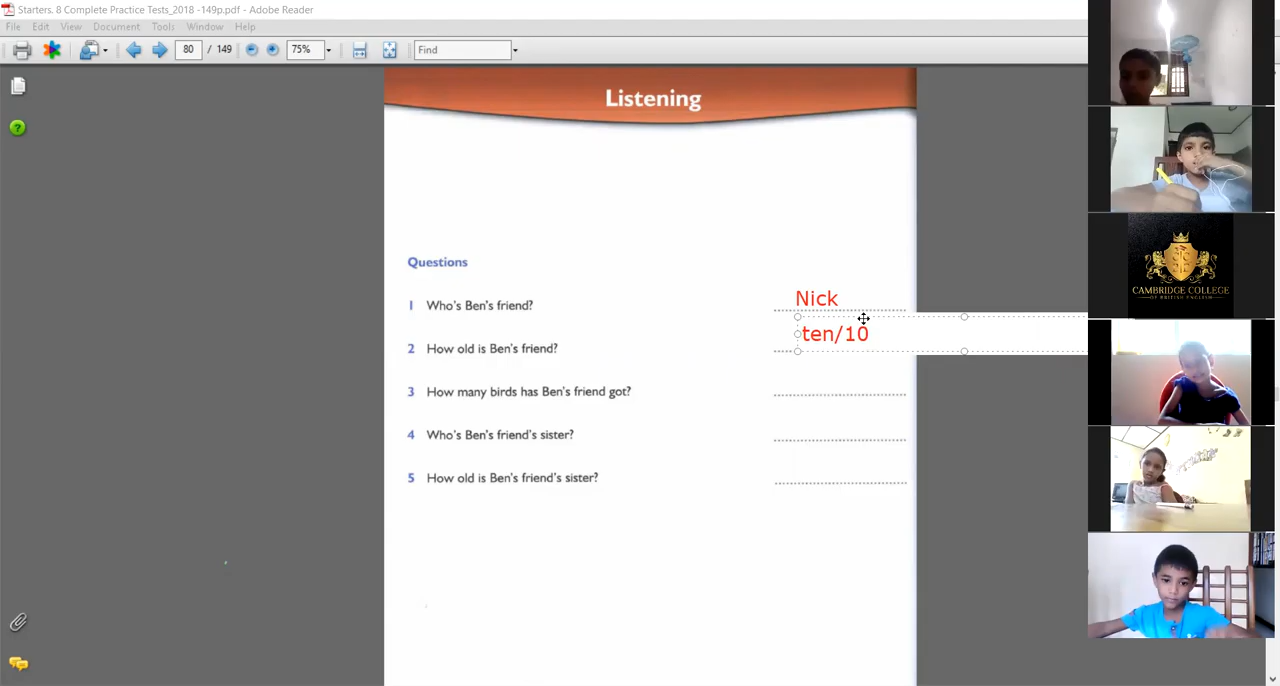 Starters. 8 Complete Practice Tests_2018 -149p.pdf - Adobe Reader
File Edit View Document Tools Window Help
80 / 149 75% Find
Listening
Questions
1 Who's Ben's friend? Nick
2 How old is Ben's friend? ten/10
3 How many birds has Ben's friend got?
4 Who's Ben's friend's sister?
5 How old is Ben's friend's sister?
CAMBRIDGE COLLEGE
OF BRITISH ENGLISH